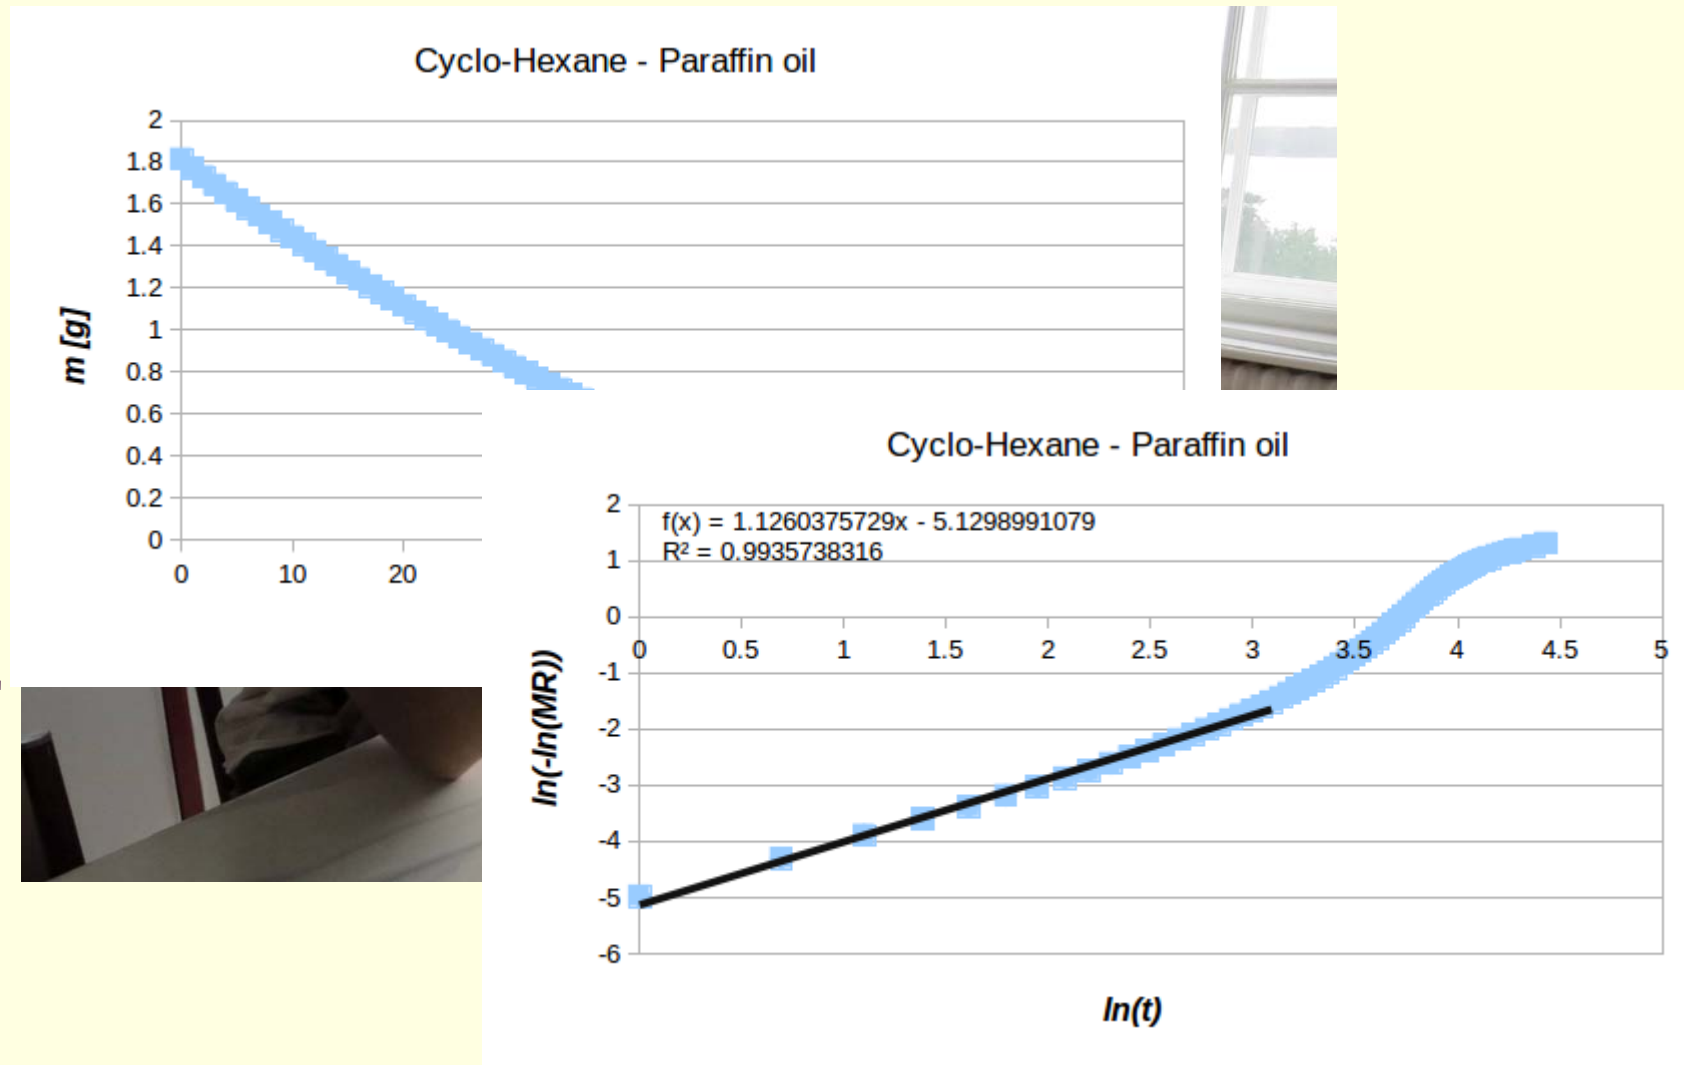 Cyclo-Hexane - Paraffin oil
2
1.8
1.6
1.4
1.2
1
0.8
0.6
0.4
0.2
0
m [g]
0 10 20
Cyclo-Hexane - Paraffin oil
f(x) = 1.1260375729x - 5.1298991079
R² = 0.9935738316
2
1
0
-1
-2
-3
-4
-5
-6
0 0.5 1 1.5 2 2.5 3 3.5 4 4.5 5
ln(-ln(MR))
ln(t)